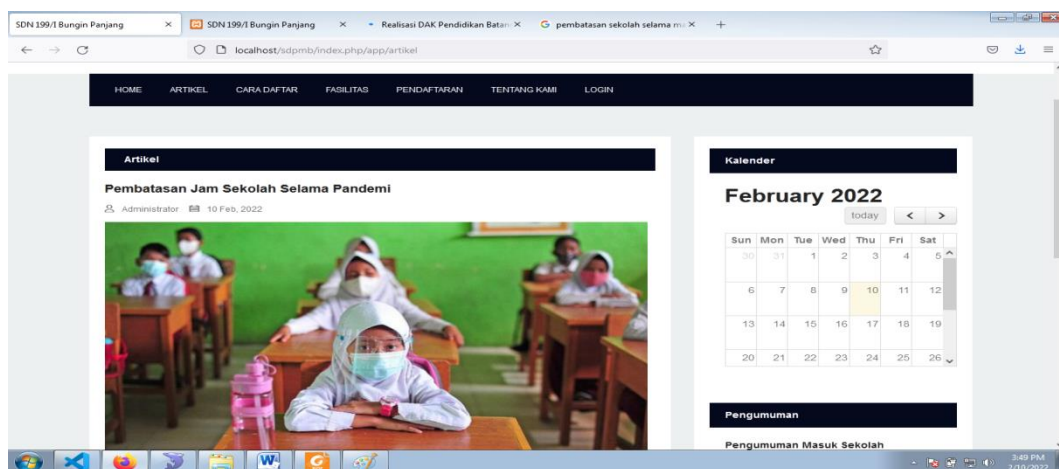 SDN 199/I Bungin Panjang
SDN 199/I Bungin Panjang
Realisasi DAK Pendidikan Batan
pembatasan sekolah selama ma
localhost/sdpmb/index.php/app/artikel
HOME ARTIKEL CARA DAFTAR FASILITAS PENDAFTARAN TENTANG KAMI LOGIN
Artikel
Pembatasan Jam Sekolah Selama Pandemi
Administrator 10 Feb, 2022
Kalender
February 2022
today < >
Sun Mon Tue Wed Thu Fri Sat
30 31 1 2 3 4 5
6 7 8 9 10 11 12
13 14 15 16 17 18 19
20 21 22 23 24 25 26
Pengumuman
Pengumuman Masuk Sekolah
3:49 PM
2/10/2022